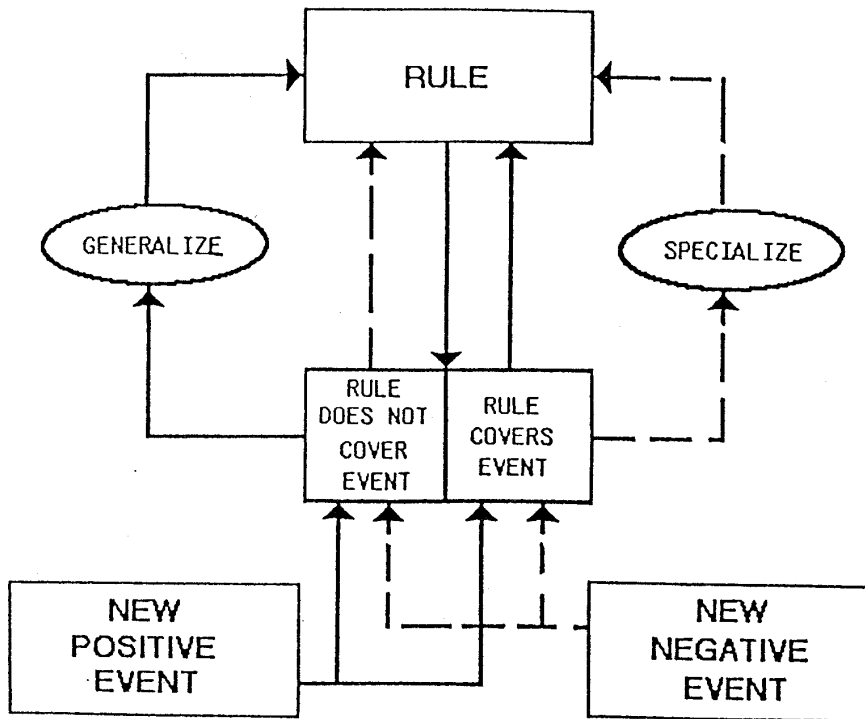 RULE
GENERALIZE
SPECIALIZE
RULE
DOES NOT
COVER
EVENT
RULE
COVERS
EVENT
NEW
POSITIVE
EVENT
NEW
NEGATIVE
EVENT